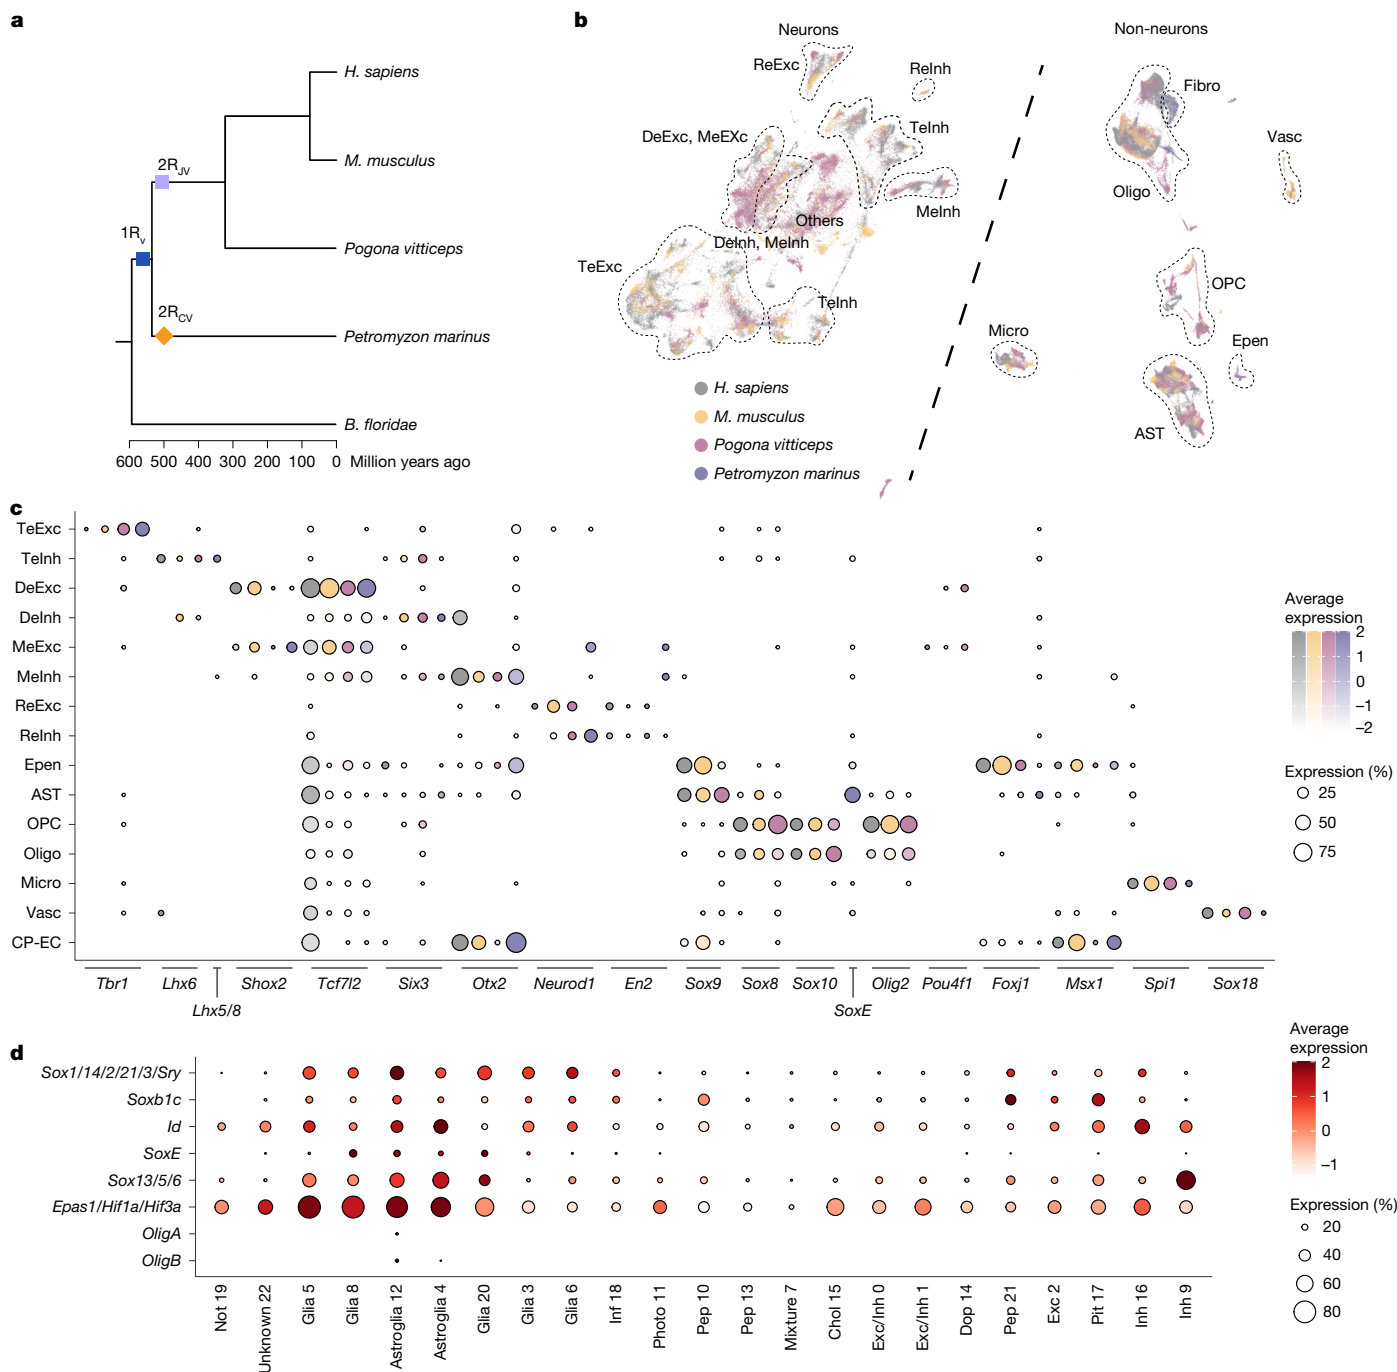 a
H. sapiens
M. musculus
2RJV
1Rv
Pogona vitticeps
2RCV
Petromyzon marinus
B. floridae
600 500 400 300 200 100 0 Million years ago
b
Neurons
Non-neurons
ReExc
ReInh
Fibro
DeExc, MeEXc
TeInh
Vasc
Oligo
MeInh
Others
DeInh, MeInh
TeExc
OPC
TeInh
Micro
Epen
AST
H. sapiens
M. musculus
Pogona vitticeps
Petromyzon marinus
c
TeExc
TeInh
DeExc
DeInh
MeExc
MeInh
ReExc
ReInh
Epen
AST
OPC
Oligo
Micro
Vasc
CP-EC
Tbr1 Lhx6 Shox2 Tcf7l2 Six3 Otx2 Neurod1 En2 Sox9 Sox8 Sox10 Olig2 Pou4f1 Foxj1 Msx1 Spi1 Sox18
Lhx5/8 SoxE
Average
expression
2
1
0
−1
−2
Expression (%)
25
50
75
d
Sox1/14/2/21/3/Sry
Soxb1c
Id
SoxE
Sox13/5/6
Epas1/Hif1a/Hif3a
OligA
OligB
Not 19
Unknown 22
Glia 5
Glia 8
Astroglia 12
Astroglia 4
Glia 20
Glia 3
Glia 6
Inf 18
Photo 11
Pep 10
Pep 13
Mixture 7
Chol 15
Exc/Inh 0
Exc/Inh 1
Dop 14
Pep 21
Exc 2
Pit 17
Inh 16
Inh 9
Average
expression
2
1
0
−1
Expression (%)
20
40
60
80